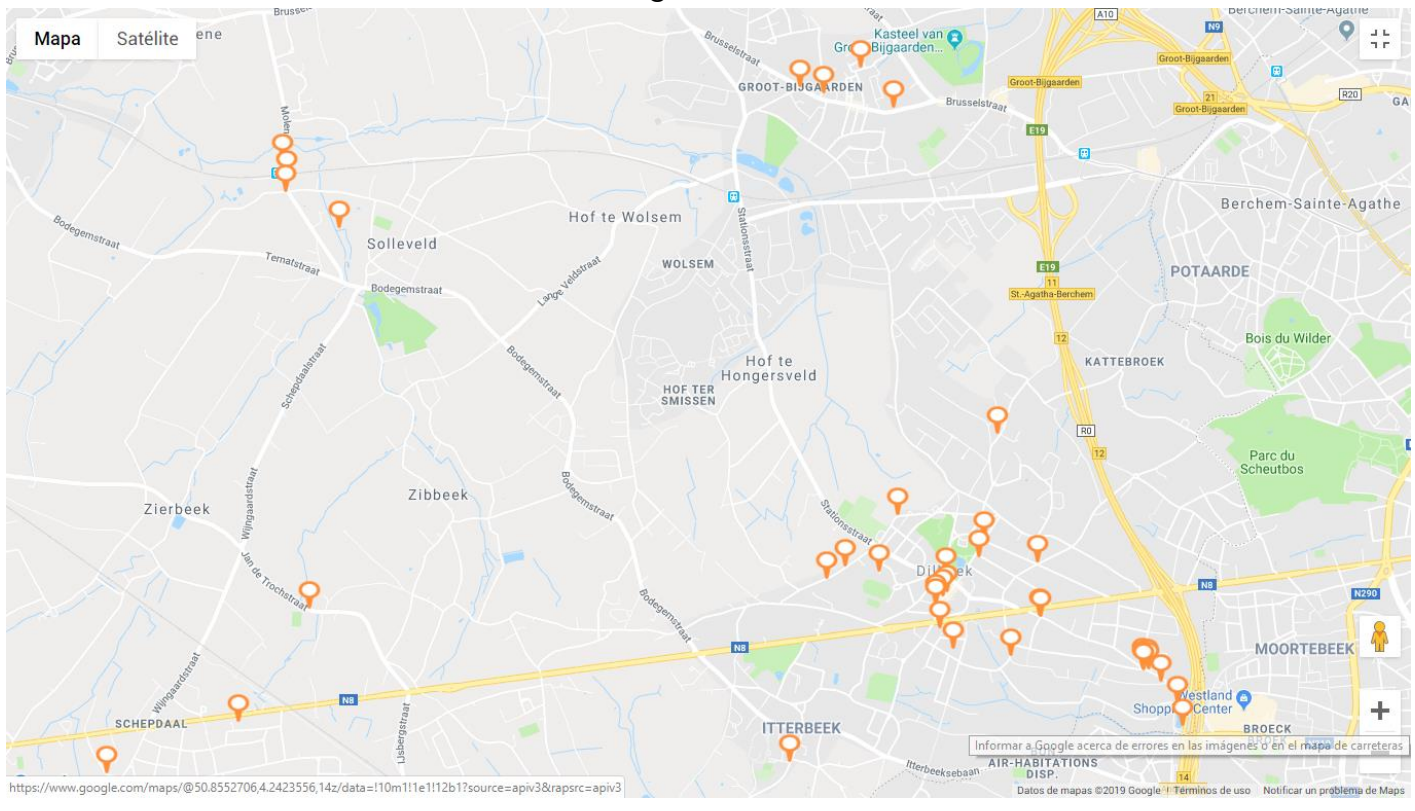 Mapa
Satélite
Brusselstraat
Kasteel van
Groot-Bijgaarden...
GROOT-BIJGAARDEN
Brusselstraat
A10
Berchem-Sainte-Agathe
N9
Groot-Bijgaarden
Groot-Bijgaarden
21
Groot-Bijgaarden
R20
E19
Molen
Berchem-Sainte-Agathe
Bodegemstraat
Hof te Wolsem
Stationsstraat
Solleveld
Ternatstraat
WOLSEM
E19
11
St.-Agatha-Berchem
POTAARDE
Bodegemstraat
Lange Veldstraat
12
Bois du Wilder
Schepdaalstraat
Bodegemstraat
Hof te
Hongersveld
KATTEBROEK
HOF TER
SMISSEN
R0
12
Parc du
Scheutbos
Zierbeek
Zibbeek
Wijngaardstraat
Bodegemstraat
Stationsstraat
Jan de Trochstraat
Dilbeek
N8
N290
Bodegemstraat
N8
MOORTEBEEK
Wijngaardstraat
N8
Westland
Shopping Center
SCHEPDAAL
IJsbergstraat
ITTERBEEK
BROECK
Informar a Google acerca de errores en las imágenes o en el mapa de carreteras
Itterbeeksebaan
AIR-HABITATIONS
DISP.
14
https://www.google.com/maps/@50.8552706,4.2423556,14z/data=!10m1!1e1!12b1?source=apiv3&rapsrc=apiv3
Datos de mapas ©2019 Google
Términos de uso
Notificar un problema de Maps